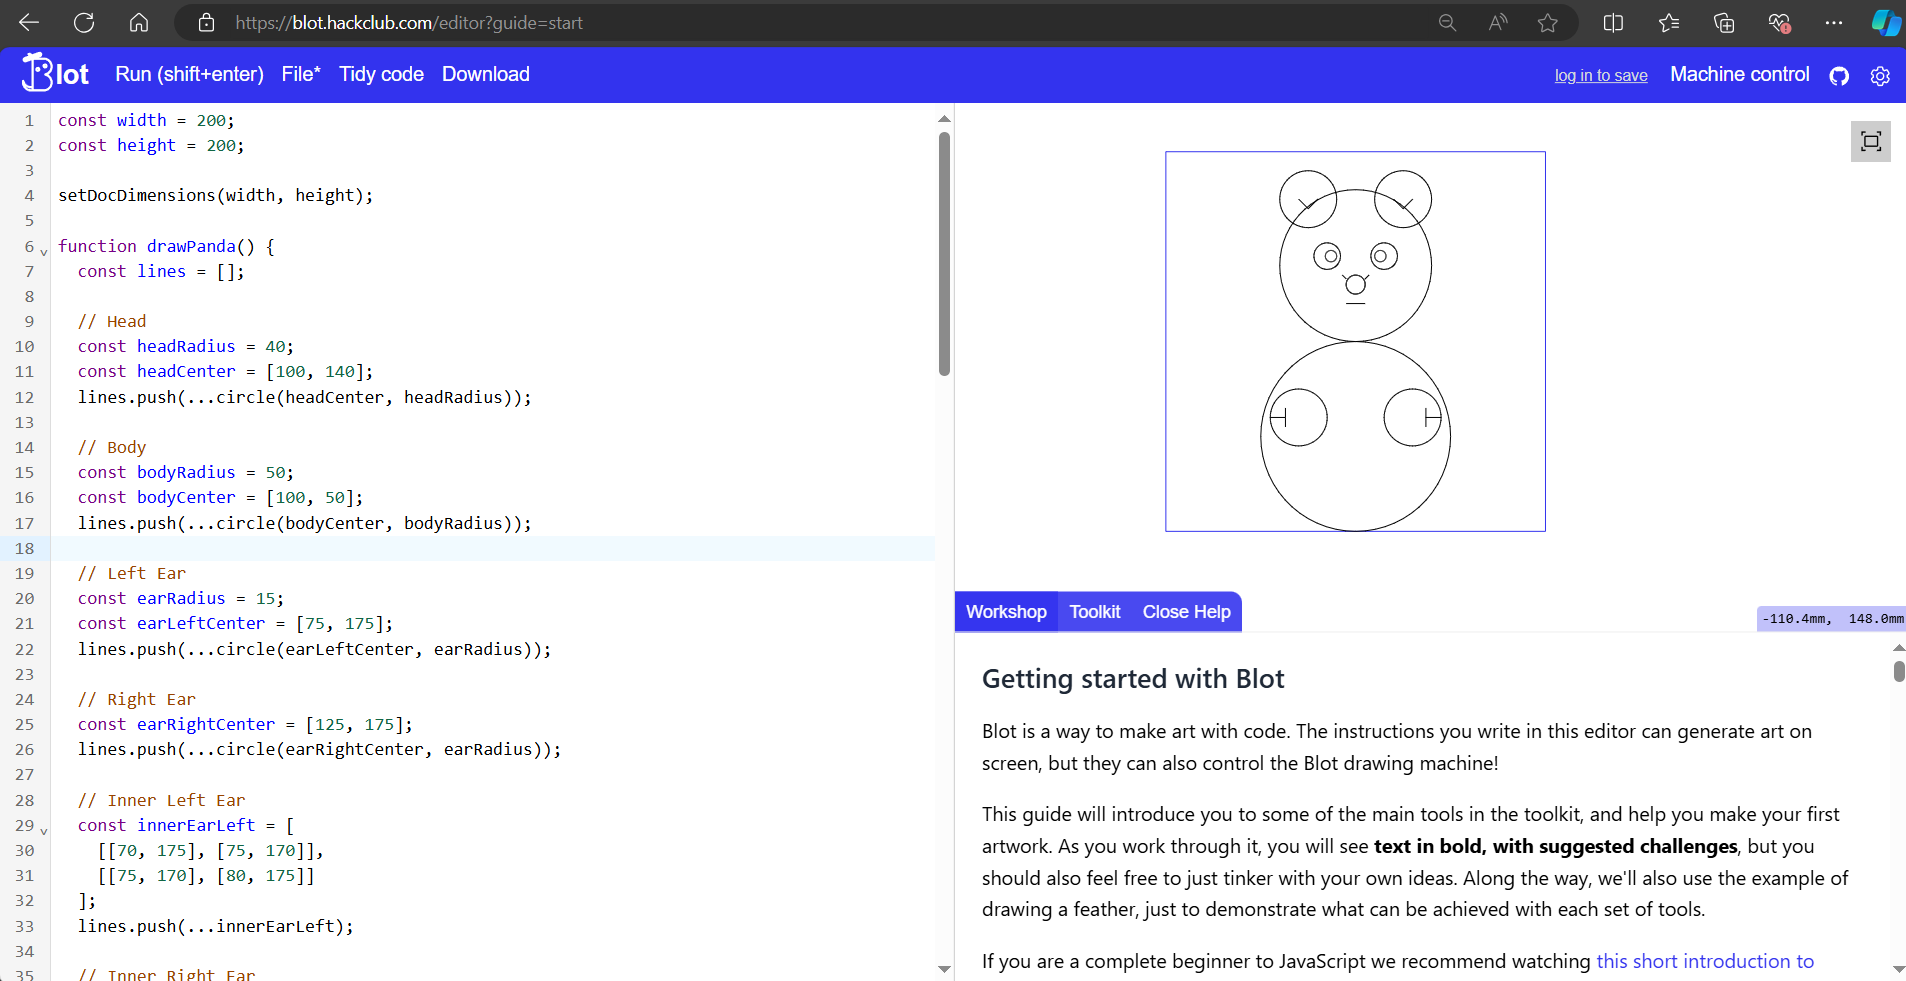 https://blot.hackclub.com/editor?guide=start
Blot Run (shift+enter) File* Tidy code Download log in to save Machine control
1 const width = 200;
2 const height = 200;
3
4 setDocDimensions(width, height);
5
6 function drawPanda() {
7 const lines = [];
8
9 // Head
10 const headRadius = 40;
11 const headCenter = [100, 140];
12 lines.push(...circle(headCenter, headRadius));
13
14 // Body
15 const bodyRadius = 50;
16 const bodyCenter = [100, 50];
17 lines.push(...circle(bodyCenter, bodyRadius));
18
19 // Left Ear
20 const earRadius = 15;
21 const earLeftCenter = [75, 175];
22 lines.push(...circle(earLeftCenter, earRadius));
23
24 // Right Ear
25 const earRightCenter = [125, 175];
26 lines.push(...circle(earRightCenter, earRadius));
27
28 // Inner Left Ear
29 const innerEarLeft = [
30 [[70, 175], [75, 170]],
31 [[75, 170], [80, 175]]
32 ];
33 lines.push(...innerEarLeft);
34
35 // Inner Right Ear
Workshop Toolkit Close Help
-110.4mm, 148.0mm
Getting started with Blot
Blot is a way to make art with code. The instructions you write in this editor can generate art on
screen, but they can also control the Blot drawing machine!
This guide will introduce you to some of the main tools in the toolkit, and help you make your first
artwork. As you work through it, you will see text in bold, with suggested challenges, but you
should also feel free to just tinker with your own ideas. Along the way, we'll also use the example of
drawing a feather, just to demonstrate what can be achieved with each set of tools.
If you are a complete beginner to JavaScript we recommend watching this short introduction to